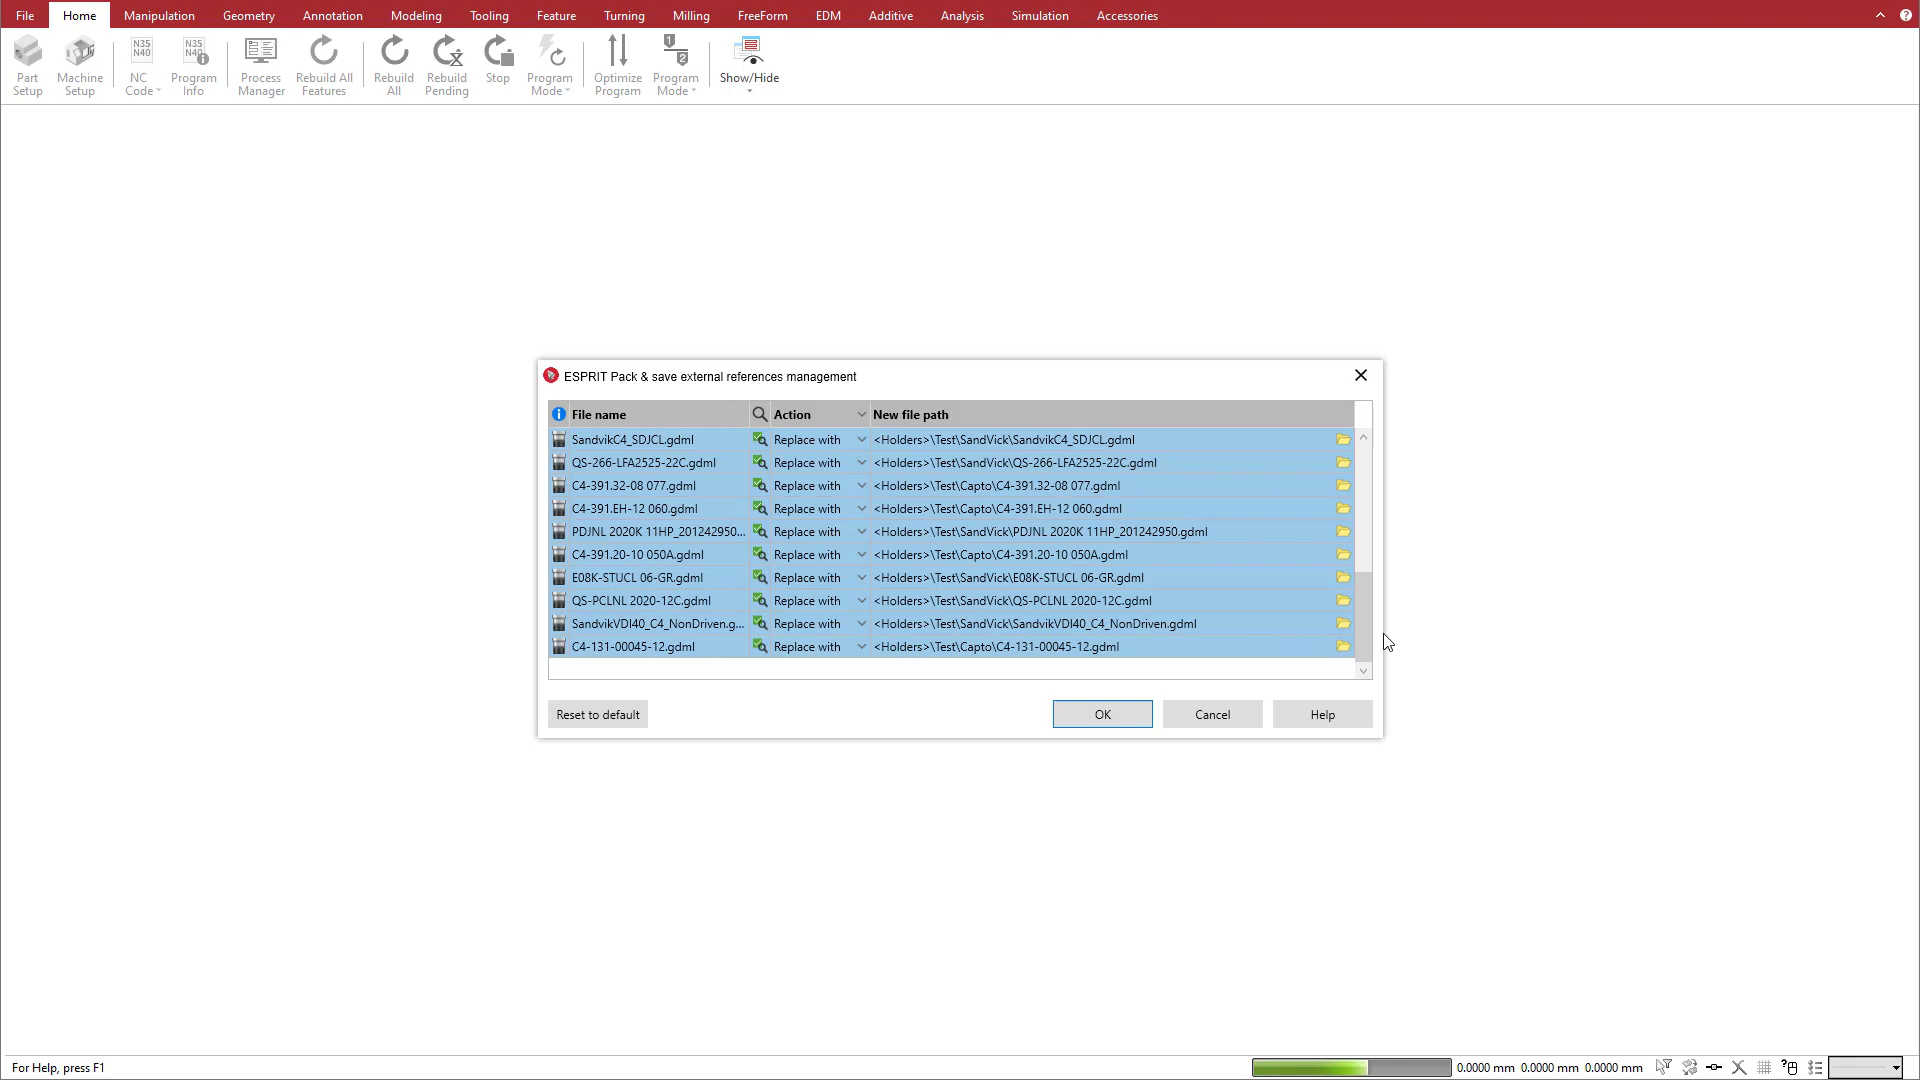 File Home Manipulation Geometry Annotation Modeling Tooling Feature Turning Milling FreeForm EDM Additive Analysis Simulation Accessories
N35 N35 1
N40 N40 2
Part Machine NC Program Process Rebuild All Rebuild Rebuild Stop Program Optimize Program Show/Hide
Setup Setup Code Info Manager Features All Pending Mode Program Mode
ESPRIT Pack & save external references management
File name Action New file path
SandvikC4_SDJCL.gdml Replace with <Holders>\Test\SandVick\SandvikC4_SDJCL.gdml
QS-266-LFA2525-22C.gdml Replace with <Holders>\Test\SandVick\QS-266-LFA2525-22C.gdml
C4-391.32-08 077.gdml Replace with <Holders>\Test\Capto\C4-391.32-08 077.gdml
C4-391.EH-12 060.gdml Replace with <Holders>\Test\Capto\C4-391.EH-12 060.gdml
PDJNL 2020K 11HP_201242950... Replace with <Holders>\Test\SandVick\PDJNL 2020K 11HP_201242950.gdml
C4-391.20-10 050A.gdml Replace with <Holders>\Test\Capto\C4-391.20-10 050A.gdml
E08K-STUCL 06-GR.gdml Replace with <Holders>\Test\SandVick\E08K-STUCL 06-GR.gdml
QS-PCLNL 2020-12C.gdml Replace with <Holders>\Test\SandVick\QS-PCLNL 2020-12C.gdml
SandvikVDI40_C4_NonDriven.g... Replace with <Holders>\Test\SandVick\SandvikVDI40_C4_NonDriven.gdml
C4-131-00045-12.gdml Replace with <Holders>\Test\Capto\C4-131-00045-12.gdml
Reset to default OK Cancel Help
For Help, press F1 0.0000 mm 0.0000 mm 0.0000 mm